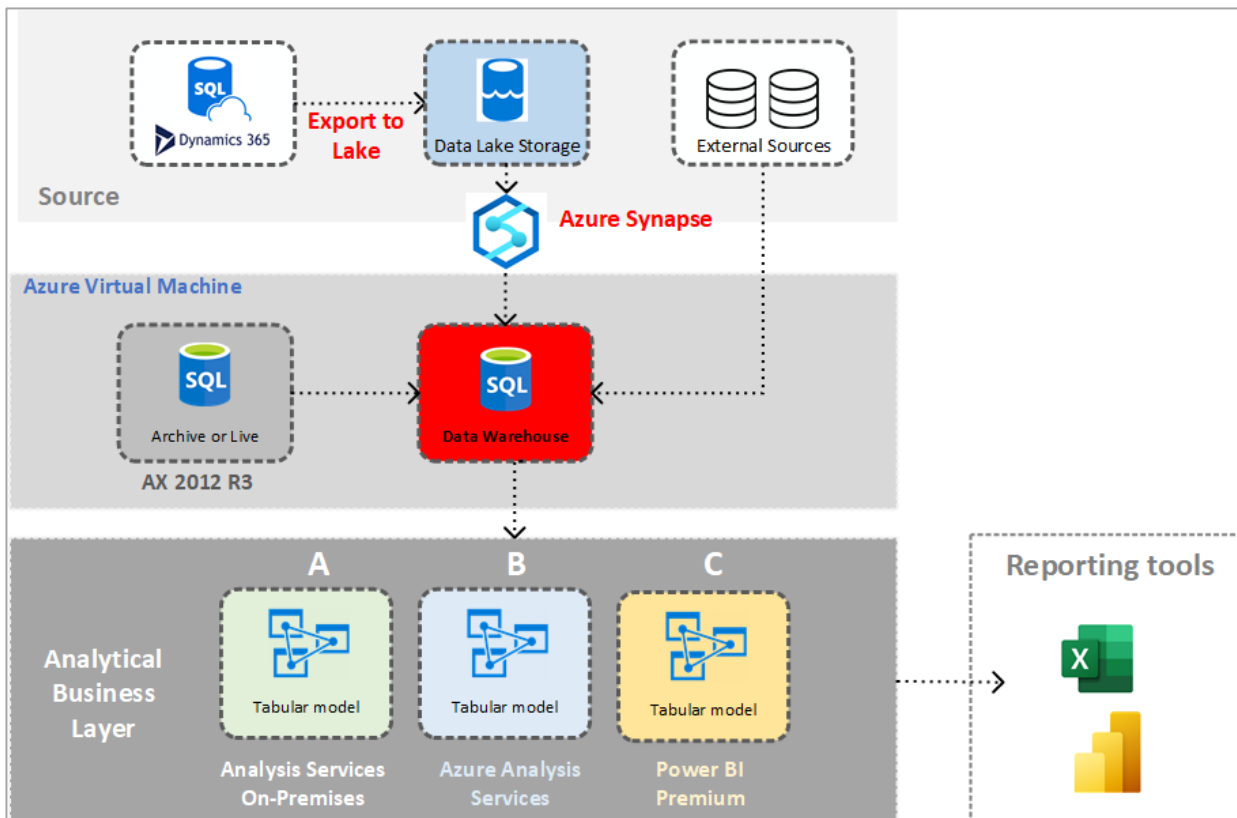 SQL
Dynamics 365
Export to
Lake
Data Lake Storage
External Sources
Source
Azure Synapse
Azure Virtual Machine
SQL
Archive or Live
AX 2012 R3
SQL
Data Warehouse
A
B
C
Analytical
Business
Layer
Tabular model
Tabular model
Tabular model
Analysis Services
On-Premises
Azure Analysis
Services
Power BI
Premium
Reporting tools
X